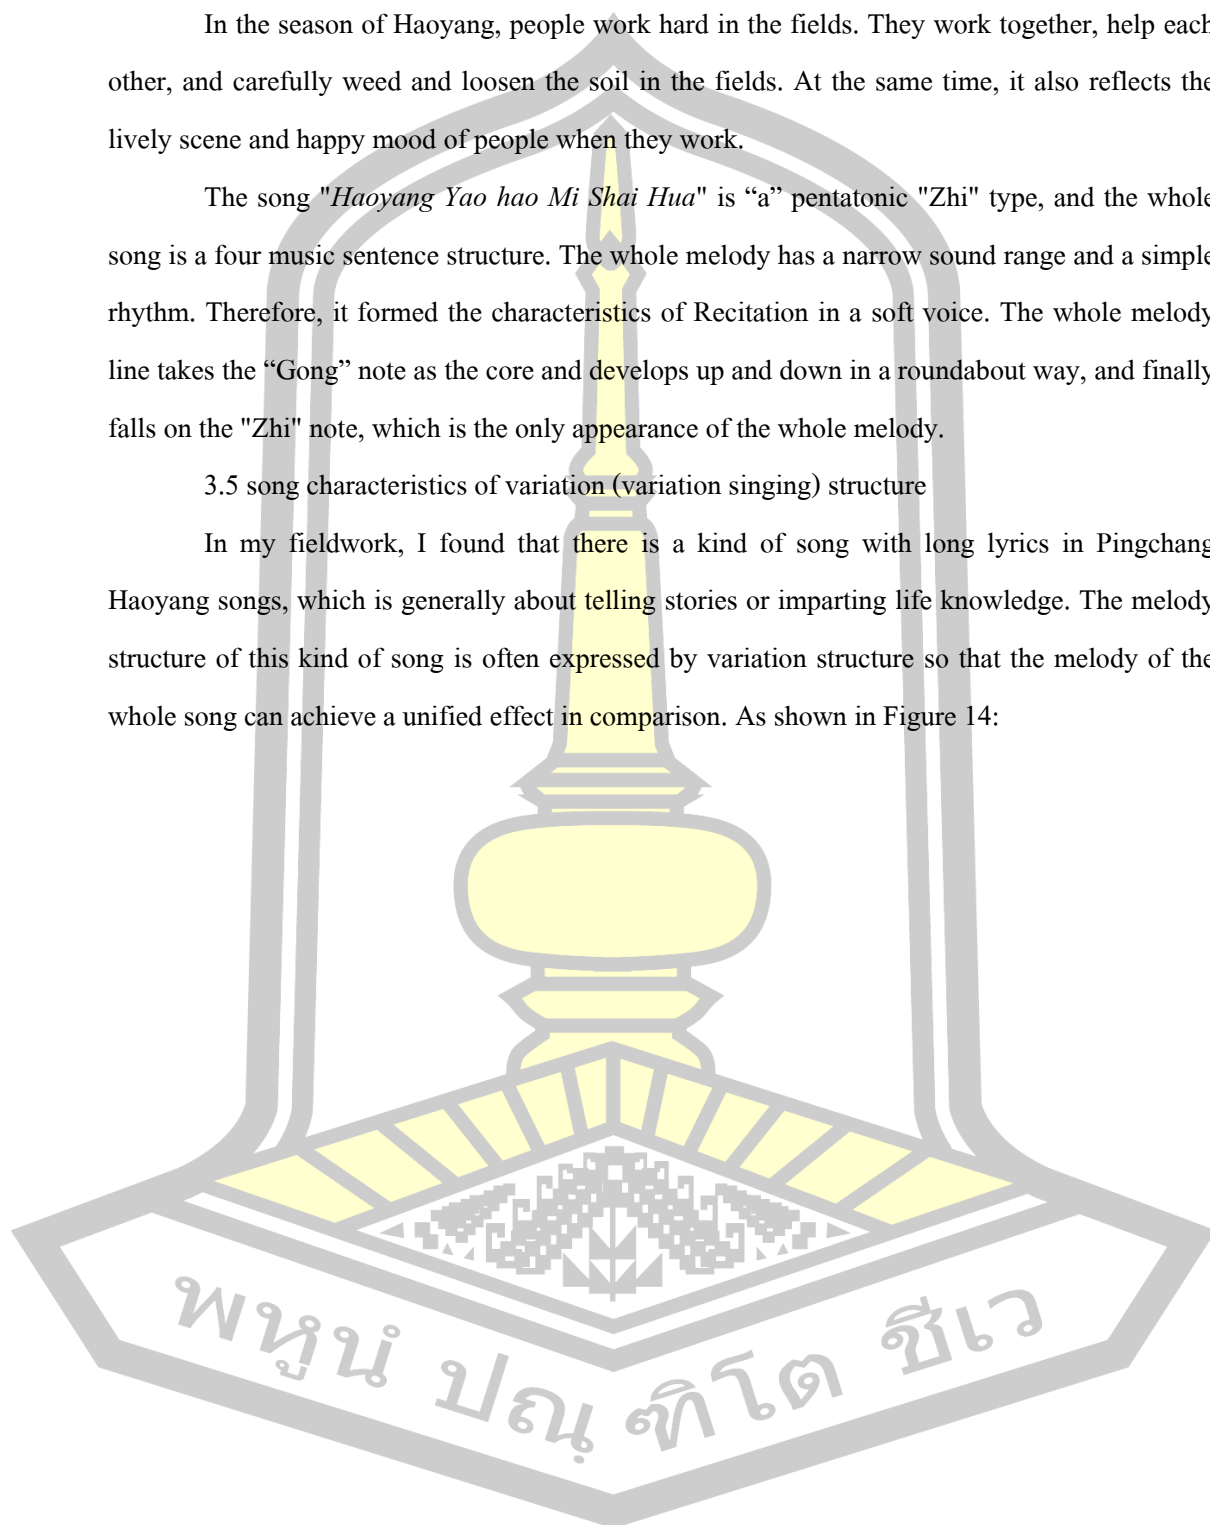 In the season of Haoyang, people work hard in the fields. They work together, help each
other, and carefully weed and loosen the soil in the fields. At the same time, it also reflects the
lively scene and happy mood of people when they work.
The song "Haoyang Yao hao Mi Shai Hua" is “a” pentatonic "Zhi" type, and the whole
song is a four music sentence structure. The whole melody has a narrow sound range and a simple
rhythm. Therefore, it formed the characteristics of Recitation in a soft voice. The whole melody
line takes the “Gong” note as the core and develops up and down in a roundabout way, and finally
falls on the "Zhi" note, which is the only appearance of the whole melody.
3.5 song characteristics of variation (variation singing) structure
In my fieldwork, I found that there is a kind of song with long lyrics in Pingchang
Haoyang songs, which is generally about telling stories or imparting life knowledge. The melody
structure of this kind of song is often expressed by variation structure so that the melody of the
whole song can achieve a unified effect in comparison. As shown in Figure 14:
พหูนํ ปณฺฑิโต ชีเว